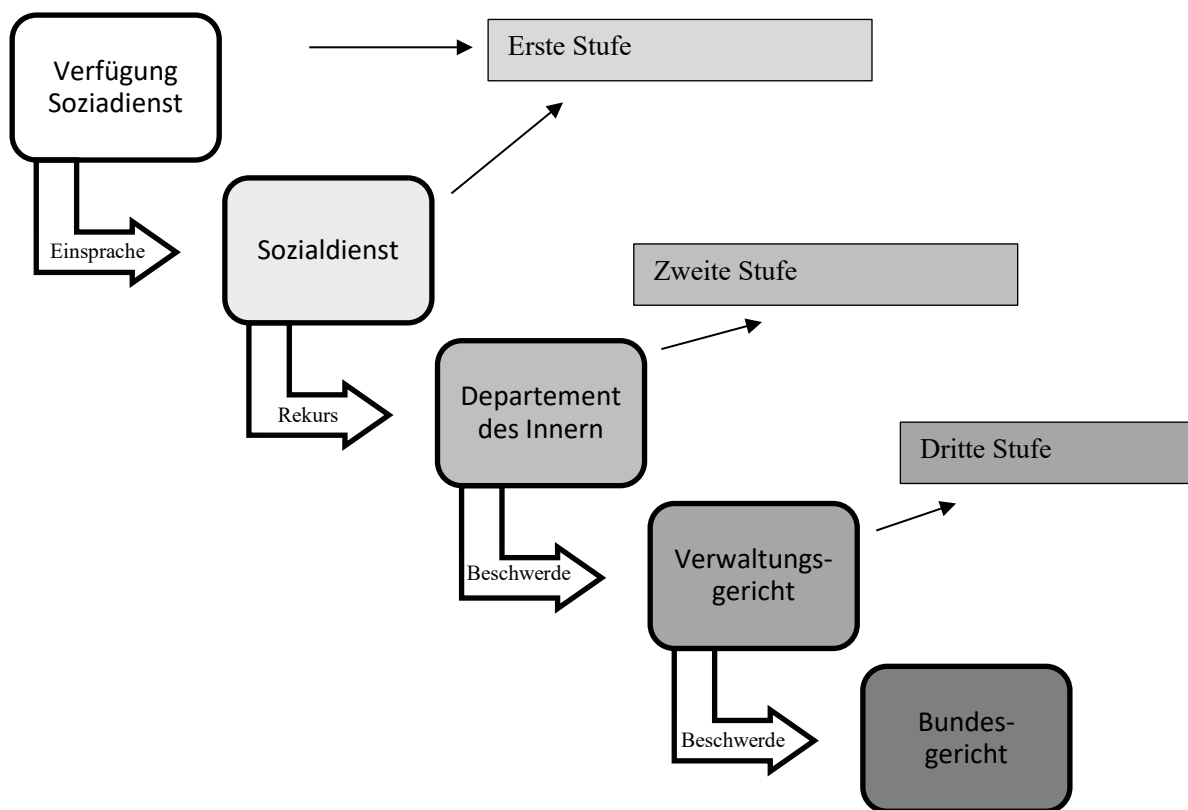 Erste Stufe
Verfügung
Soziadienst
Einsprache
Sozialdienst
Zweite Stufe
Rekurs
Departement
des Innern
Dritte Stufe
Beschwerde
Verwaltungs-
gericht
Beschwerde
Bundes-
gericht